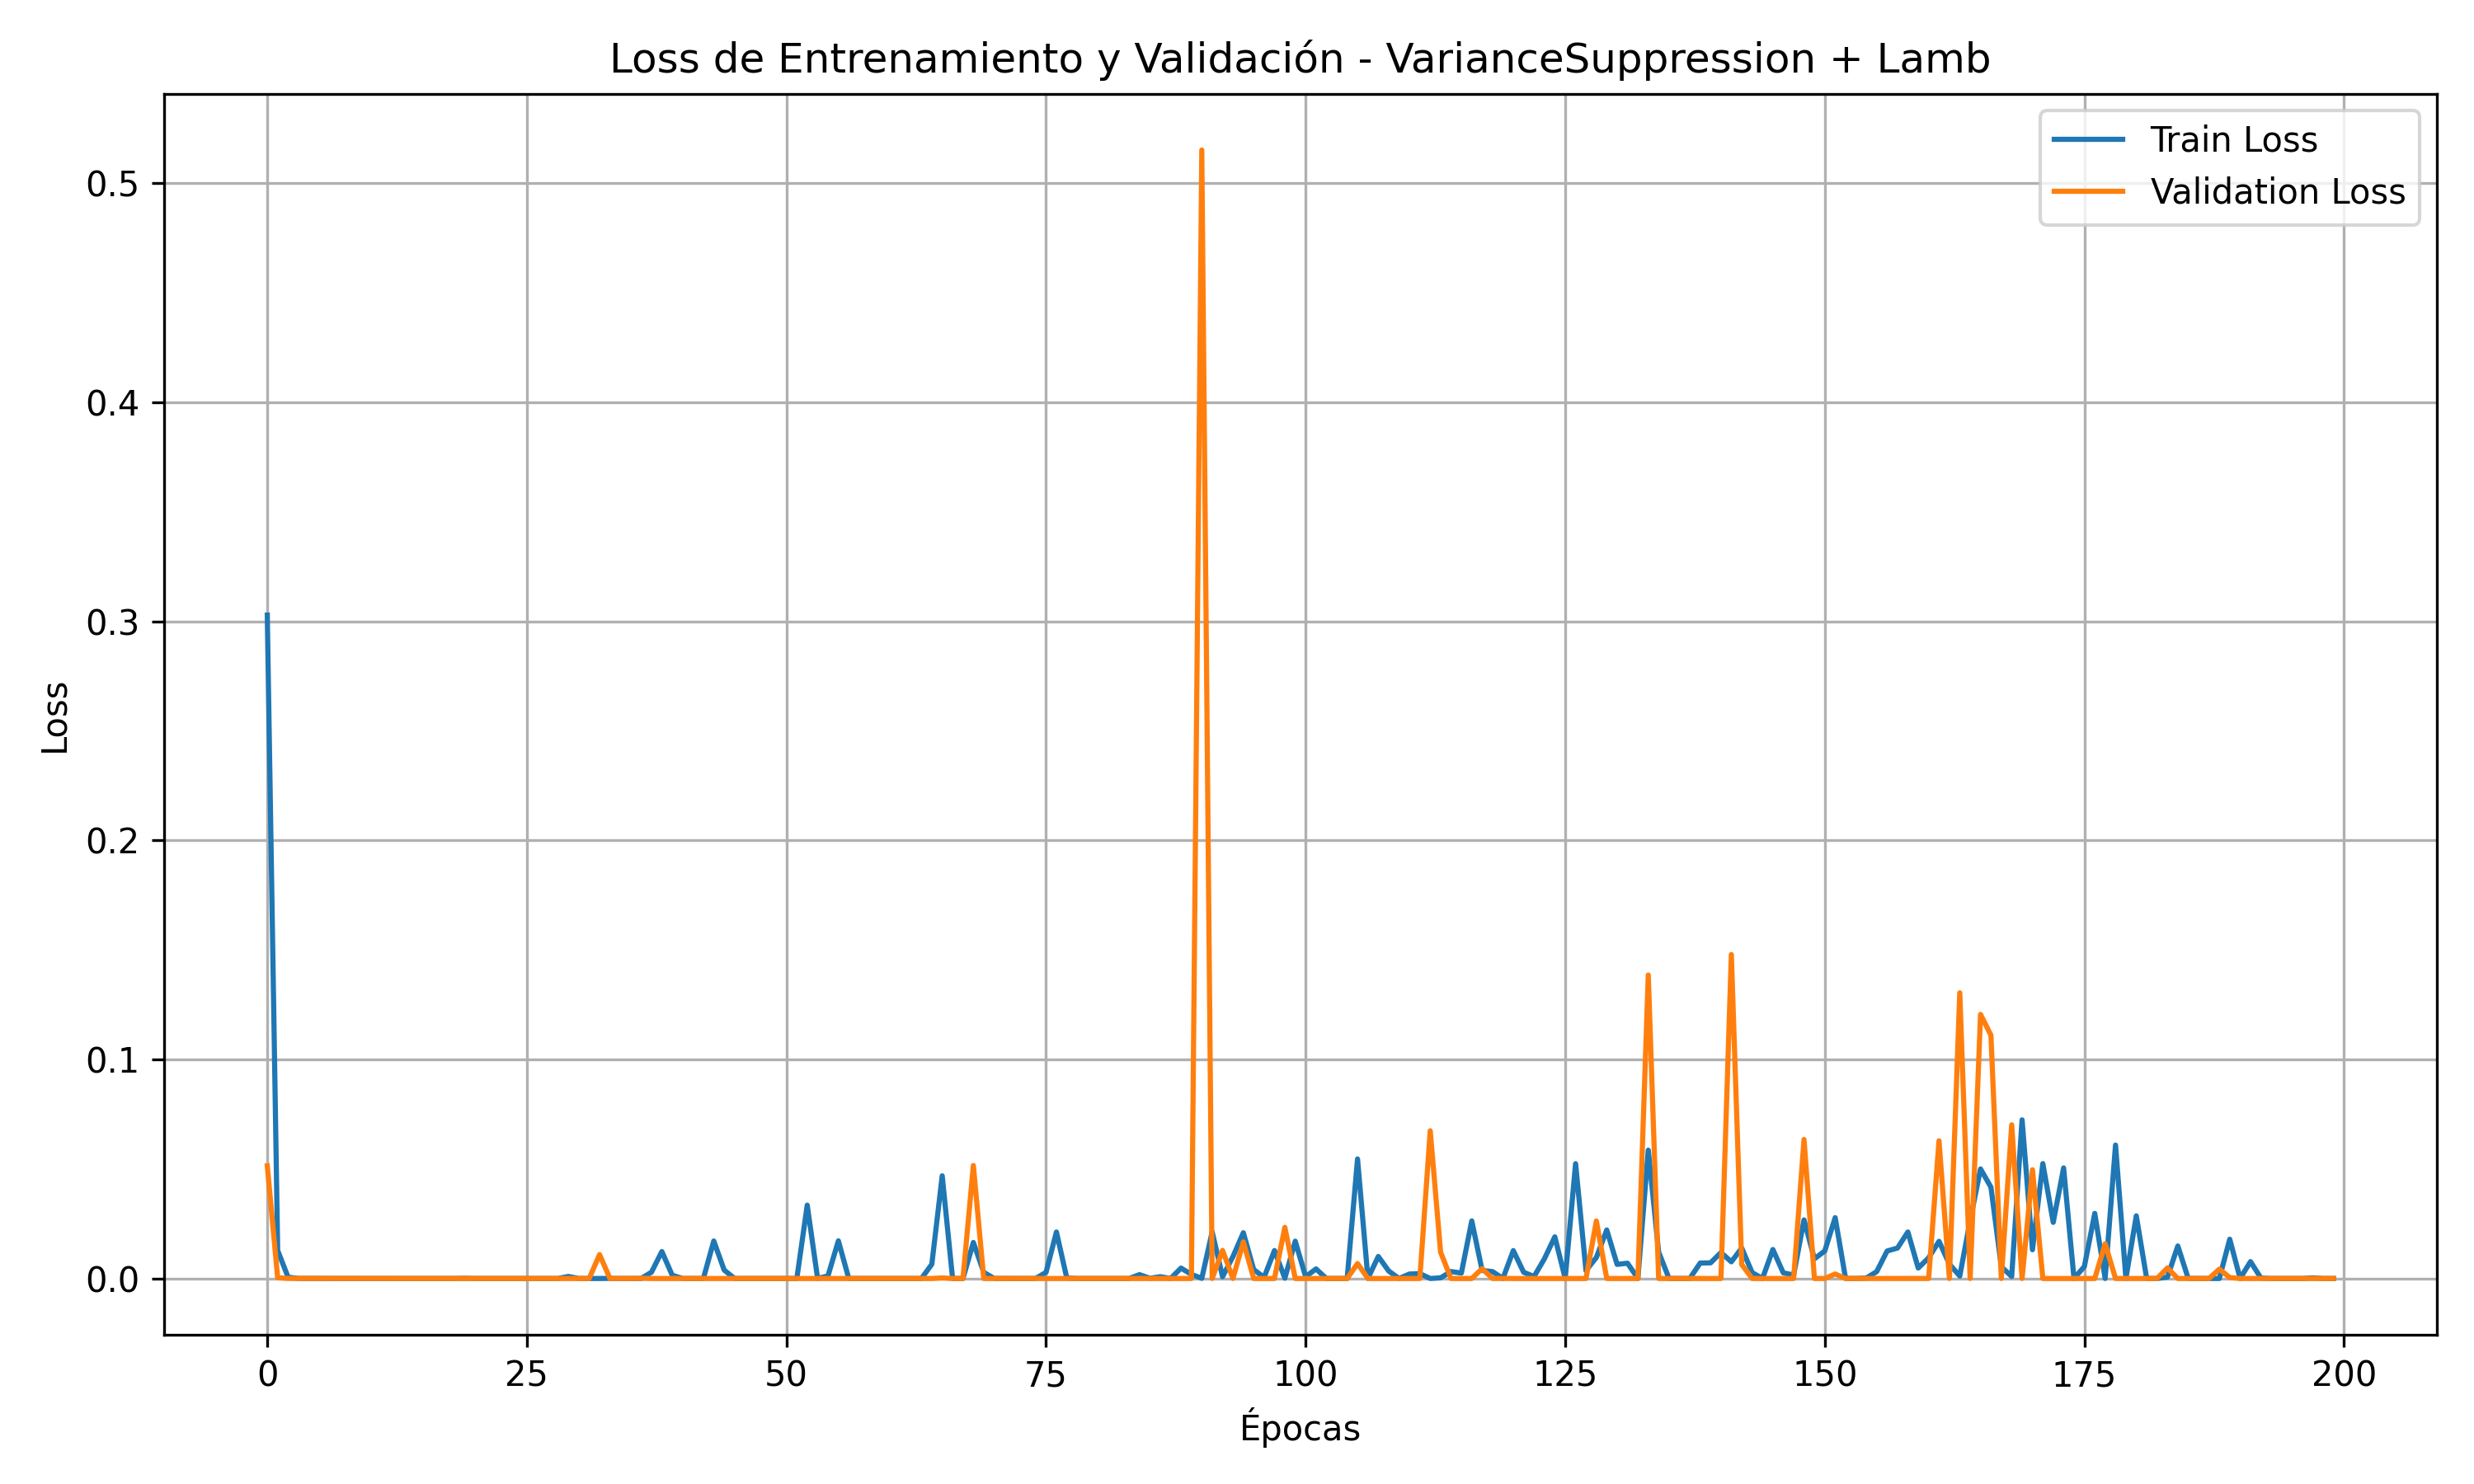 Loss de Entrenamiento y Validación - VarianceSuppression + Lamb
Train Loss
Validation Loss
0.5
0.4
0.3
0.2
0.1
0.0
Loss
0 25 50 75 100 125 150 175 200
Épocas